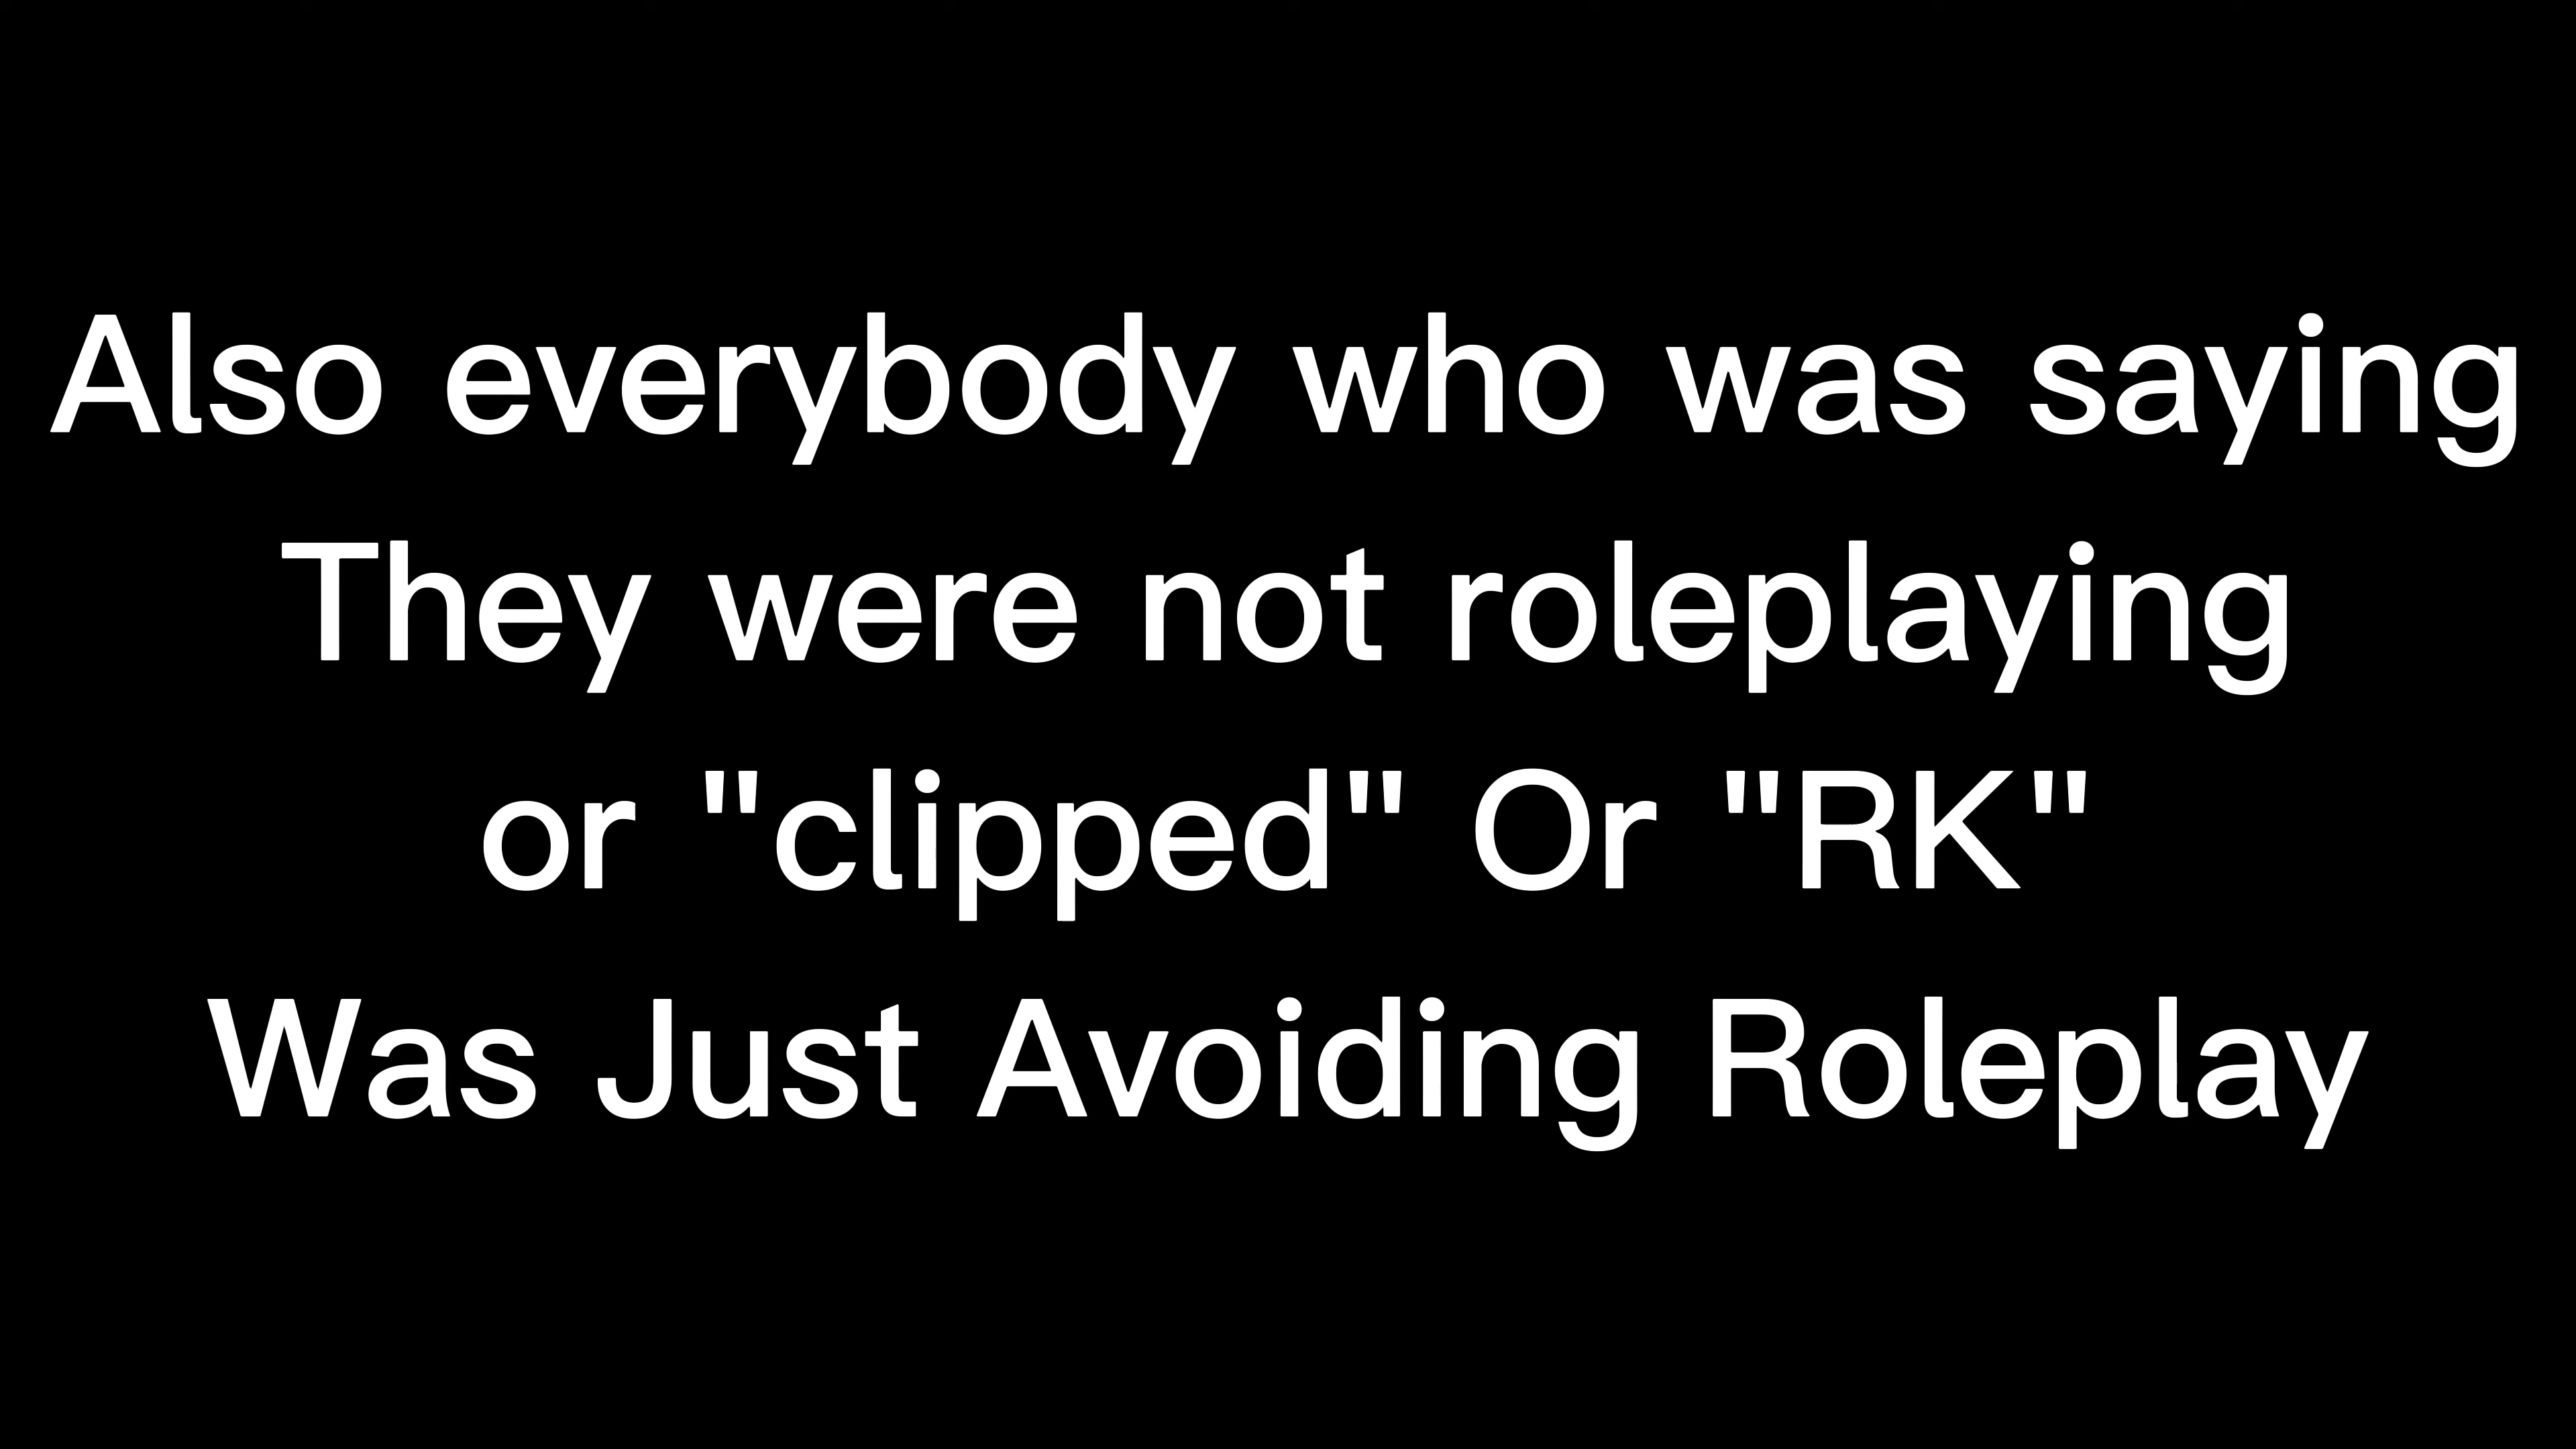 Also everybody who was saying
They were not roleplaying
or "clipped" Or "RK"
Was Just Avoiding Roleplay